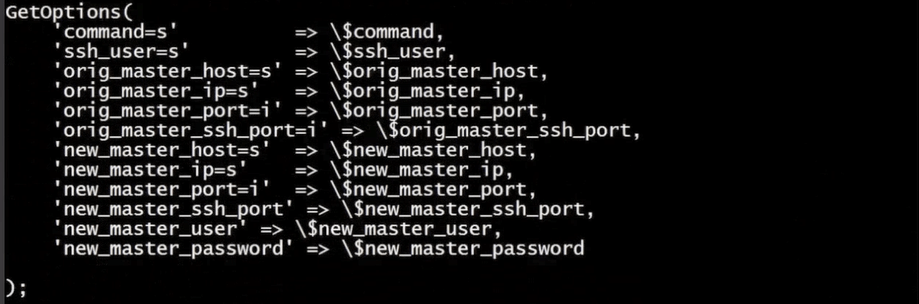 GetOptions(
    'command=s'          => \$command,
    'ssh_user=s'         => \$ssh_user,
    'orig_master_host=s' => \$orig_master_host,
    'orig_master_ip=s'   => \$orig_master_ip,
    'orig_master_port=i' => \$orig_master_port,
    'orig_master_ssh_port=i' => \$orig_master_ssh_port,
    'new_master_host=s'  => \$new_master_host,
    'new_master_ip=s'    => \$new_master_ip,
    'new_master_port=i'  => \$new_master_port,
    'new_master_ssh_port' => \$new_master_ssh_port,
    'new_master_user' => \$new_master_user,
    'new_master_password' => \$new_master_password
);